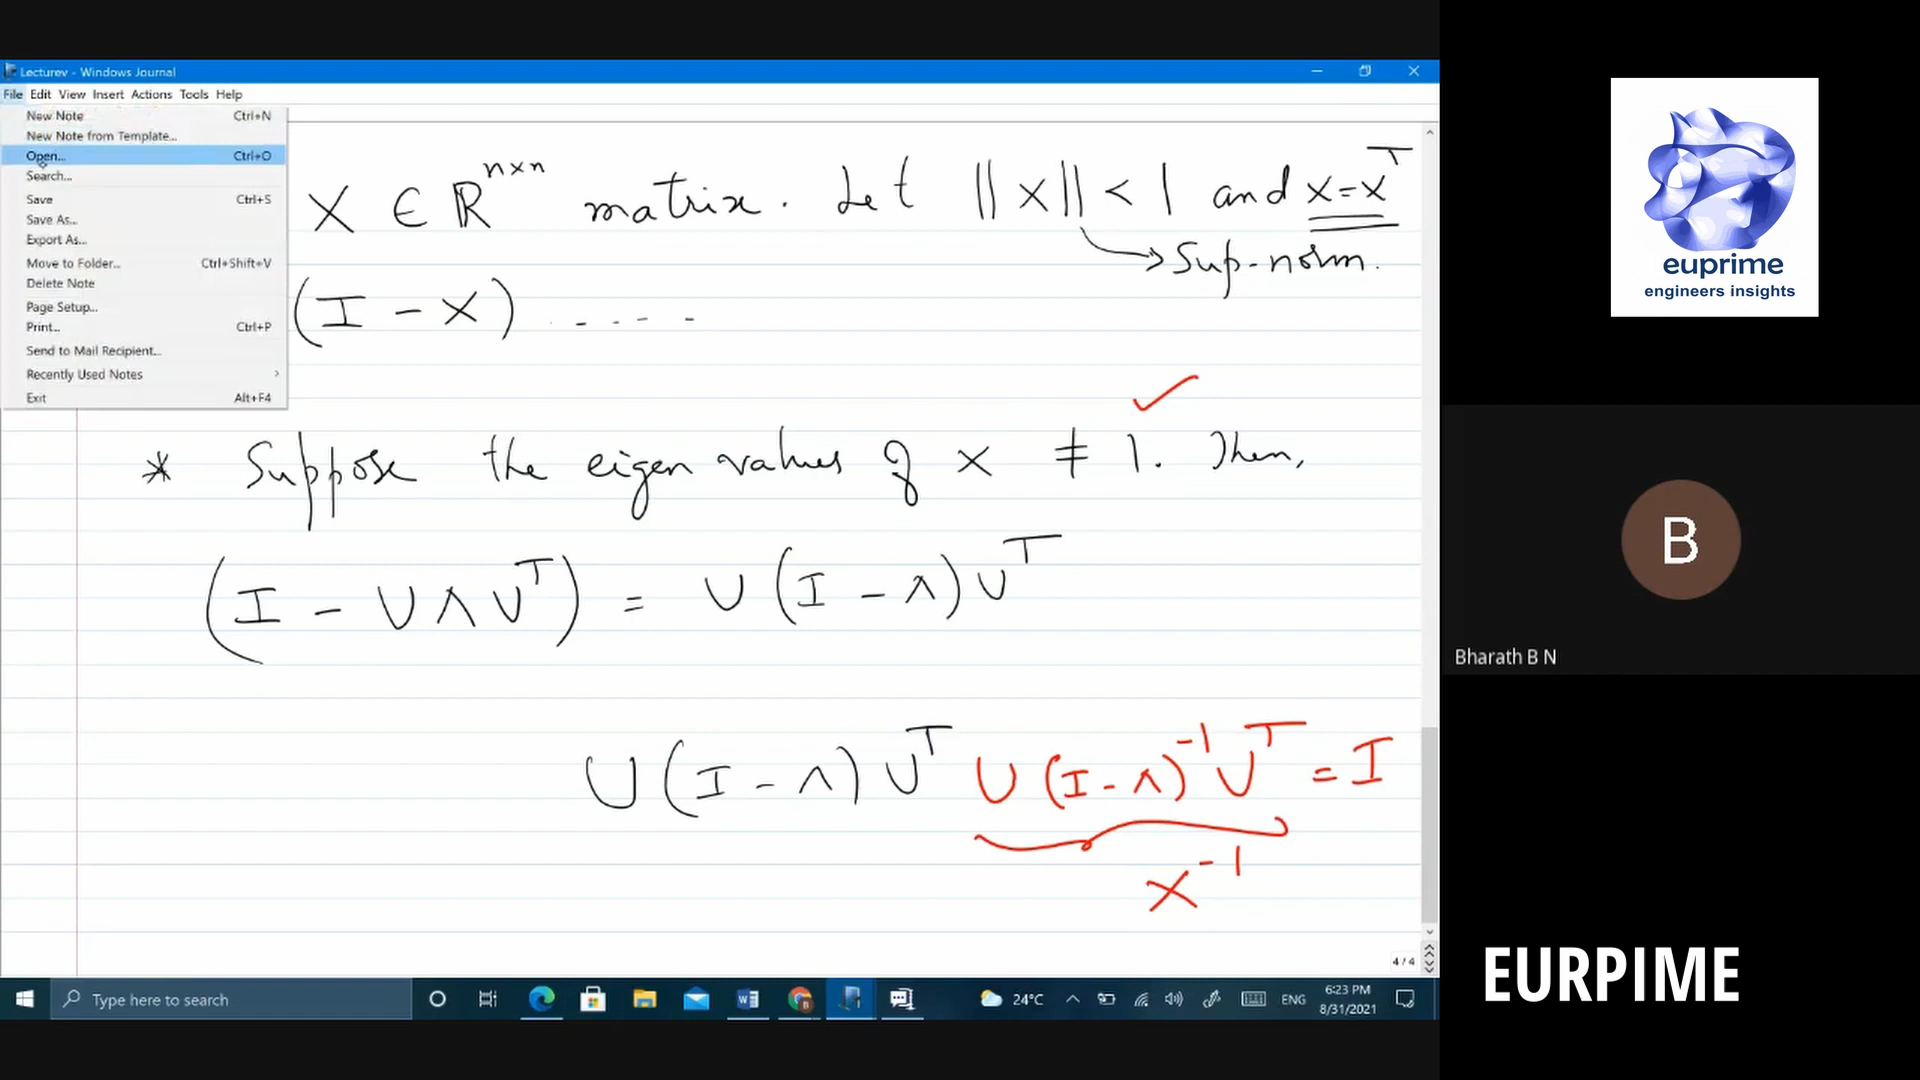 Lecturev - Windows Journal
File Edit View Insert Actions Tools Help
New Note Ctrl+N
New Note from Template...
Open... Ctrl+O
Search...
Save Ctrl+S
Save As...
Export As...
Move to Folder... Ctrl+Shift+V
Delete Note
Page Setup...
Print... Ctrl+P
Send to Mail Recipient...
Recently Used Notes
Exit Alt+F4
X ∈ ℝ^{n×n} matrix. Let ||X|| < 1 and X=X^T
→ Sup-norm.
(I - X) .....
* Suppose the eigen values of X ≠ 1. Then,
(I - UΛU^T) = U(I - Λ)U^T
U(I - Λ)U^T U(I - Λ)^{-1}U^T = I
X^{-1}
4 / 4
Type here to search
24°C
ENG
6:23 PM
8/31/2021
euprime
engineers insights
B
Bharath B N
EURPIME